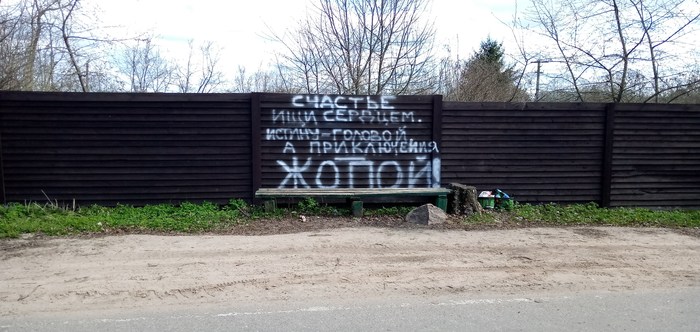 СЧАСТЬЕ
ИЩИ СЕРДЦЕМ.
ИСТИНУ-ГОЛОВОЙ
А ПРИКЛЮЧЕНИЯ
ЖОПОЙ!